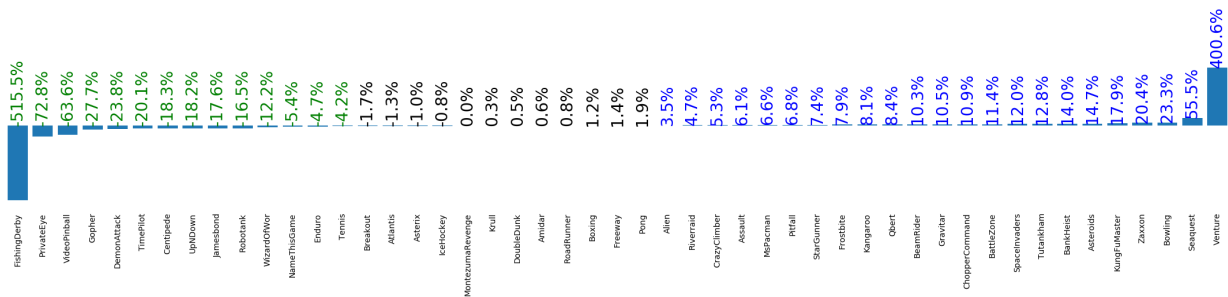 -515.5% -72.8% -63.6% -27.7% -23.8% -20.1% -18.3% -18.2% -17.6% -16.5% -12.2% -5.4% -4.7% -4.2% -1.7% -1.3% -1.0% -0.8% 0.0% 0.3% 0.5% 0.6% 0.8% 1.2% 1.4% 1.9% 3.5% 4.7% 5.3% 6.1% 6.6% 6.8% 7.4% 7.9% 8.1% 8.4% 10.3% 10.5% 10.9% 11.4% 12.0% 12.8% 14.0% 14.7% 17.9% 20.4% 23.3% 55.5% 400.6%
FishingDerby PrivateEye VideoPinball Gopher DemonAttack TimePilot Centipede UpNDown Jamesbond Robotank WizardOfWor NameThisGame Enduro Tennis Breakout Atlantis Asterix IceHockey MontezumaRevenge Krull DoubleDunk Amidar RoadRunner Boxing Freeway Pong Alien Riverraid CrazyClimber Assault MsPacman Pitfall StarGunner Frostbite Kangaroo Qbert BeamRider Gravitar ChopperCommand BattleZone SpaceInvaders Tutankham BankHeist Asteroids KungFuMaster Zaxxon Bowling Seaquest Venture